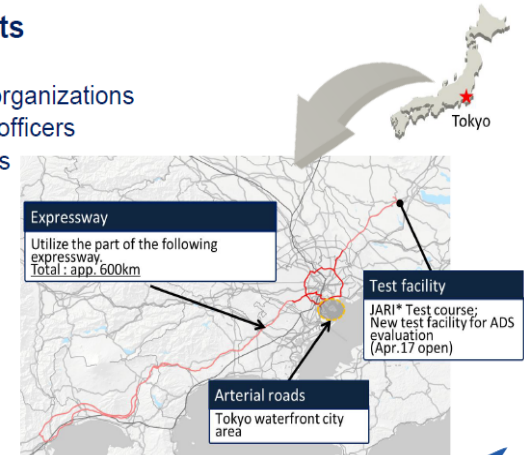 ts
organizations
officers
s
Tokyo
Expressway
Utilize the part of the following
expressway.
Total : app. 600km
Test facility
JARI* Test course;
New test facility for ADS
evaluation
(Apr.17 open)
Arterial roads
Tokyo waterfront city
area